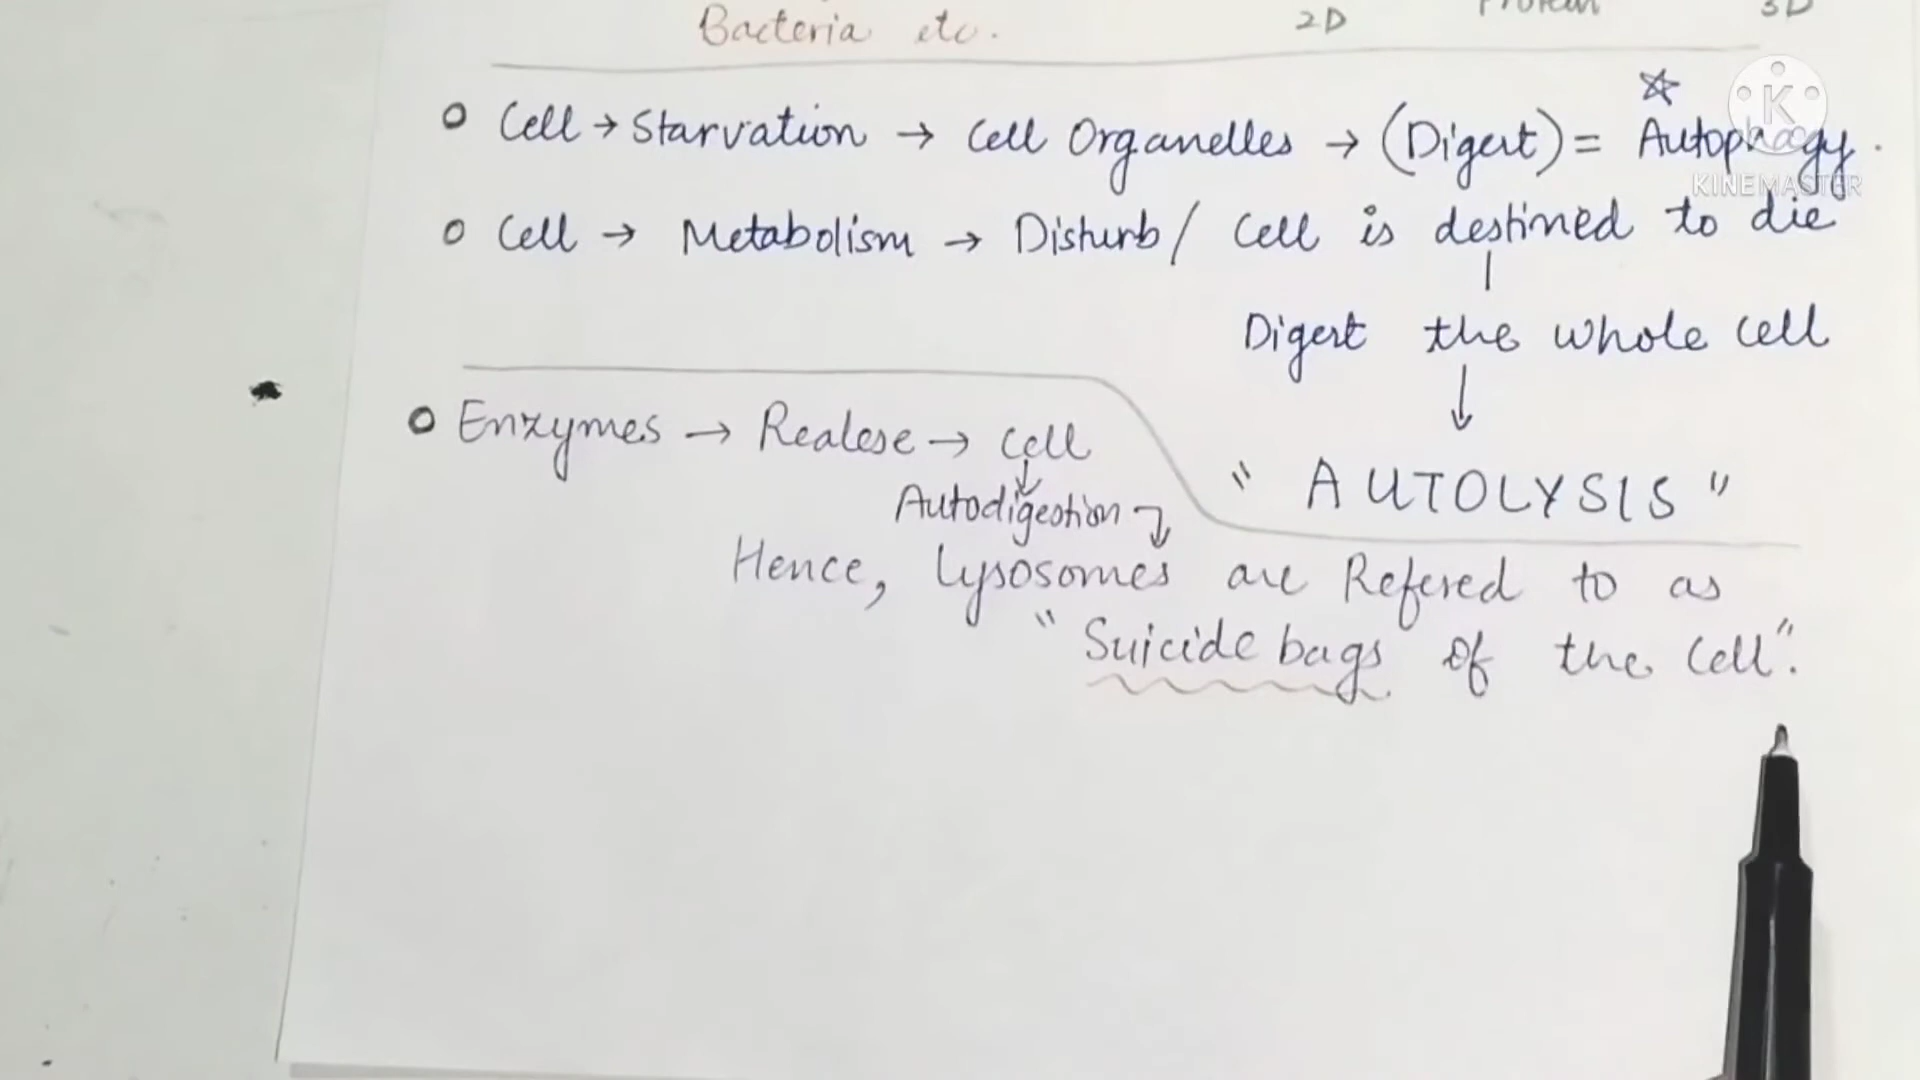 Bacteria etc.
2D Protein 3D
Cell → Starvation → Cell Organelles → (Digest) = Autophagy.
KINEMASTER
Cell → Metabolism → Disturb / Cell is destined to die
Digest the whole cell
↓
"AUTOLYSIS"
Enzymes → Realese → Cell
Autodigestion
Hence, Lysosomes are Refered to as
"Suicide bags of the Cell".